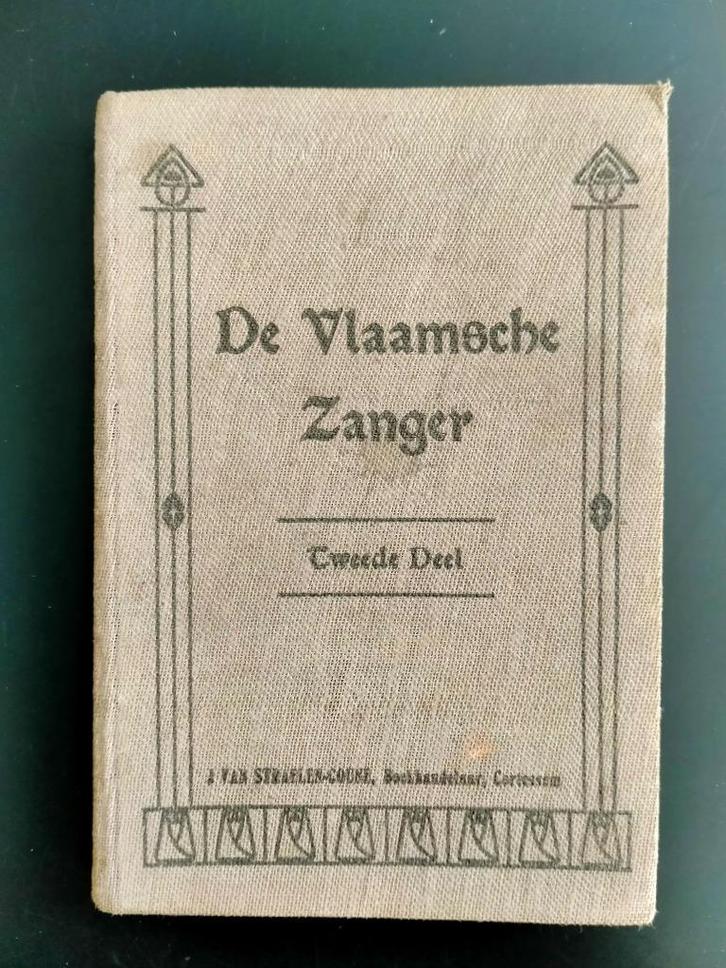 De Vlaamsche
Zanger
Tweede Deel
J VAN STRAELEN-COUNE, Boekhandelaar, Cortessem